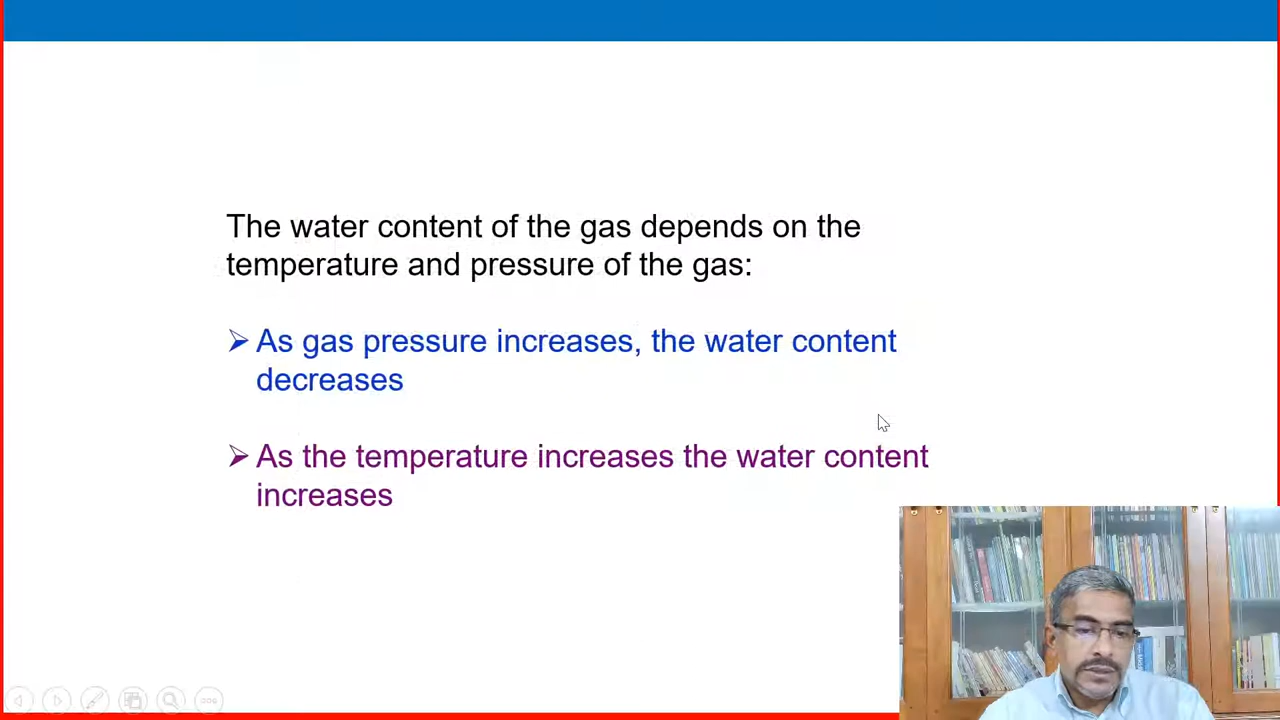 The water content of the gas depends on the
temperature and pressure of the gas:
As gas pressure increases, the water content
decreases
As the temperature increases the water content
increases